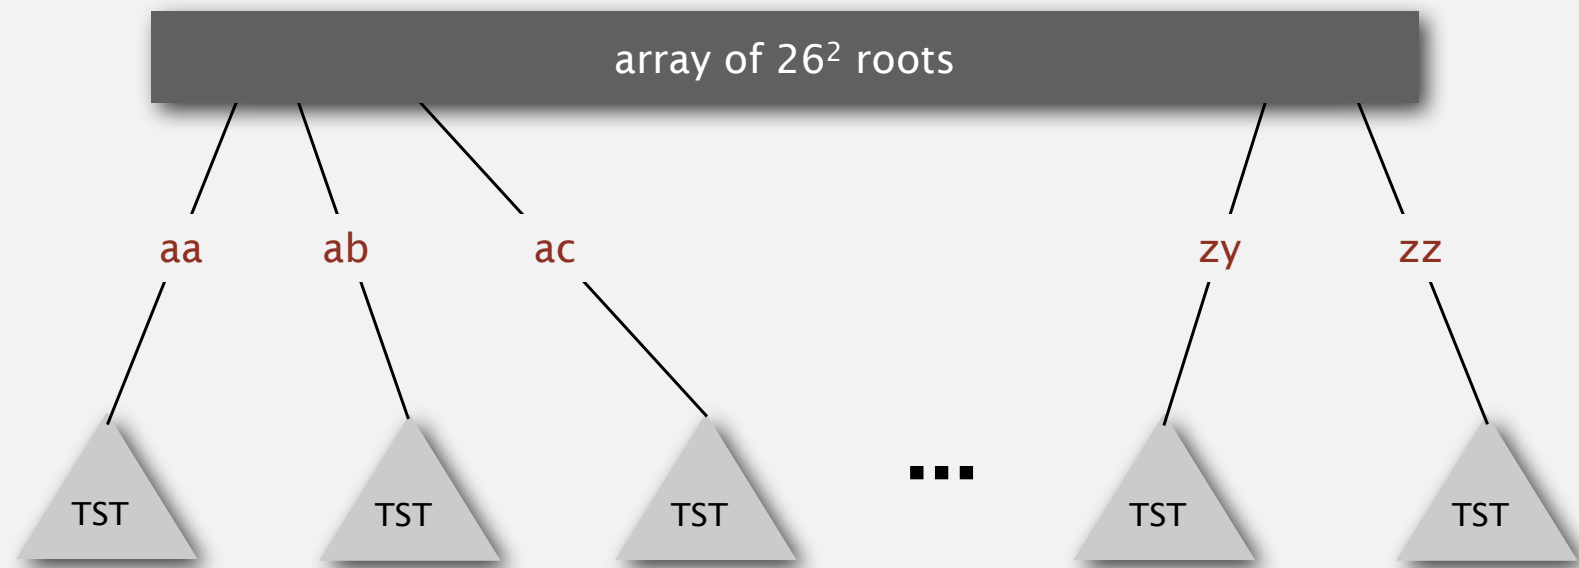 array of 26² roots
aa ab ac zy zz
...
TST TST TST TST TST